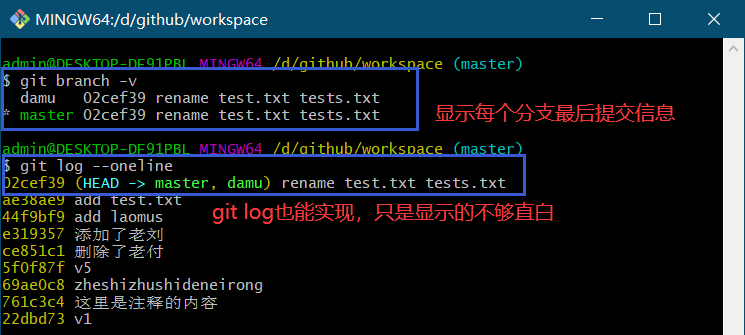 MINGW64:/d/github/workspace
admin@DESKTOP-DF91PBL MINGW64 /d/github/workspace (master)
$ git branch -v
damu 02cef39 rename test.txt tests.txt
* master 02cef39 rename test.txt tests.txt
显示每个分支最后提交信息
admin@DESKTOP-DF91PBL MINGW64 /d/github/workspace (master)
$ git log --oneline
02cef39 (HEAD -> master, damu) rename test.txt tests.txt
ae38ae9 add test.txt
44f9bf9 add laomus
git log也能实现，只是显示的不够直白
e319357 添加了老刘
ce851c1 删除了老付
5f0f87f v5
69ae0c8 zheshizhushideneirong
761c3c4 这里是注释的内容
22dbd73 v1